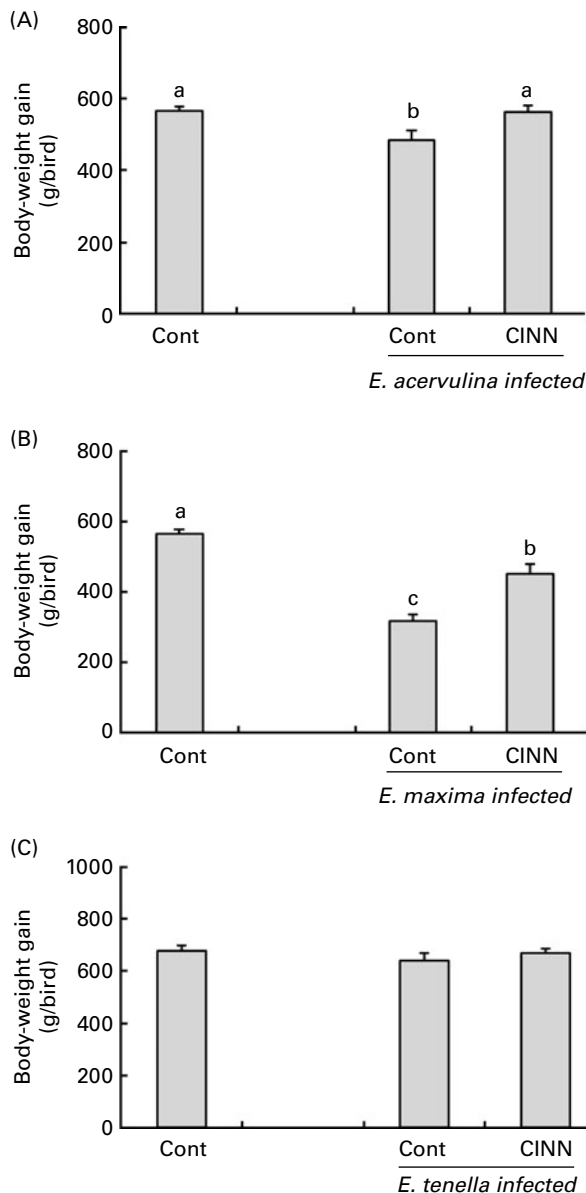 (A)
800
600
400
200
0
Body-weight gain
(g/bird)
a
b
a
Cont
Cont
CINN
E. acervulina infected
(B)
800
600
400
200
0
Body-weight gain
(g/bird)
a
c
b
Cont
Cont
CINN
E. maxima infected
(C)
1000
800
600
400
200
0
Body-weight gain
(g/bird)
Cont
Cont
CINN
E. tenella infected